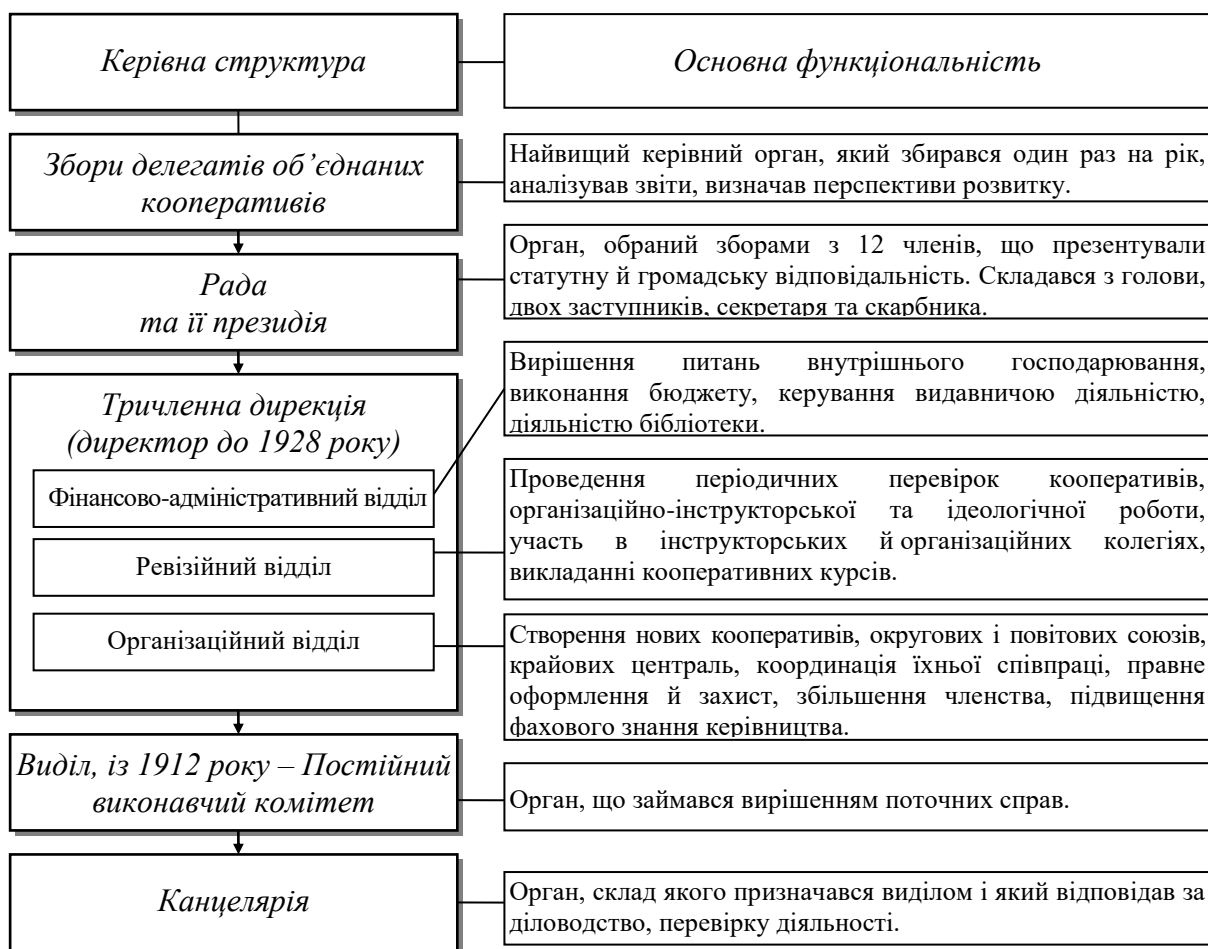 Керівна структура
Основна функціональність
Збори делегатів об’єднаних
кооперативів
Найвищий керівний орган, який збирався один раз на рік,
аналізував звіти, визначав перспективи розвитку.
Рада
та її президія
Орган, обраний зборами з 12 членів, що презентували
статутну й громадську відповідальність. Складався з голови,
двох заступників, секретаря та скарбника.
Тричленна дирекція
(директор до 1928 року)
Фінансово-адміністративний відділ
Вирішення питань внутрішнього господарювання,
виконання бюджету, керування видавничою діяльністю,
діяльністю бібліотеки.
Ревізійний відділ
Проведення періодичних перевірок кооперативів,
організаційно-інструкторської та ідеологічної роботи,
участь в інструкторських й організаційних колегіях,
викладанні кооперативних курсів.
Організаційний відділ
Створення нових кооперативів, округових і повітових союзів,
крайових централь, координація їхньої співпраці, правне
оформлення й захист, збільшення членства, підвищення
фахового знання керівництва.
Виділ, із 1912 року – Постійний
виконавчий комітет
Орган, що займався вирішенням поточних справ.
Канцелярія
Орган, склад якого призначався виділом і який відповідав за
діловодство, перевірку діяльності.